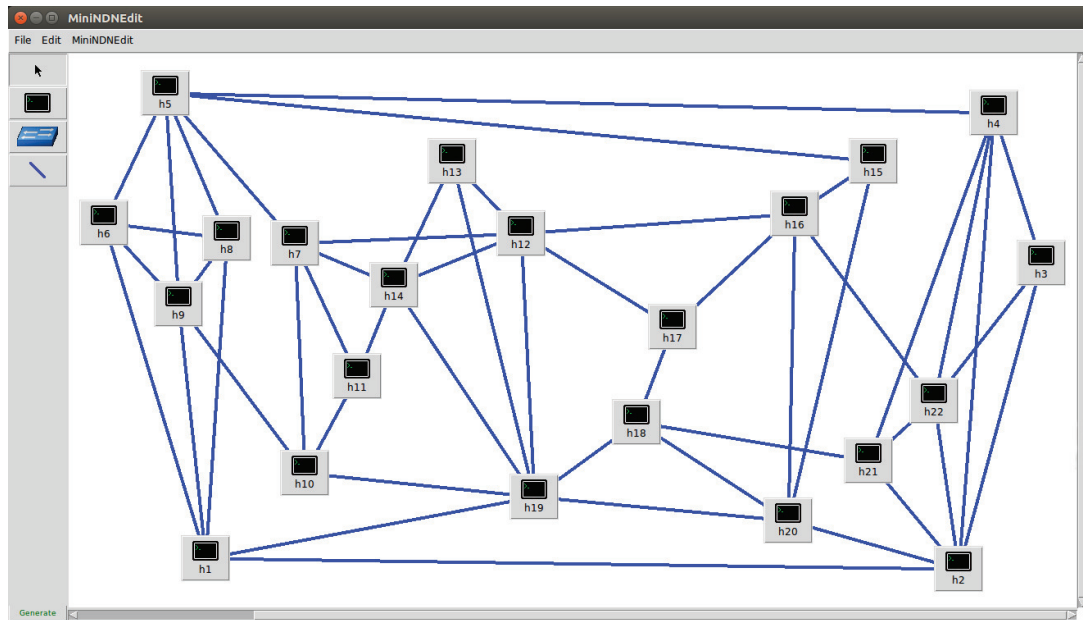 MiniNDNEdit
File Edit MiniNDNEdit
h5
h4
h13
h15
h6
h8
h7
h12
h16
h3
h14
h9
h17
h11
h22
h18
h21
h10
h19
h20
h1
h2
Generate